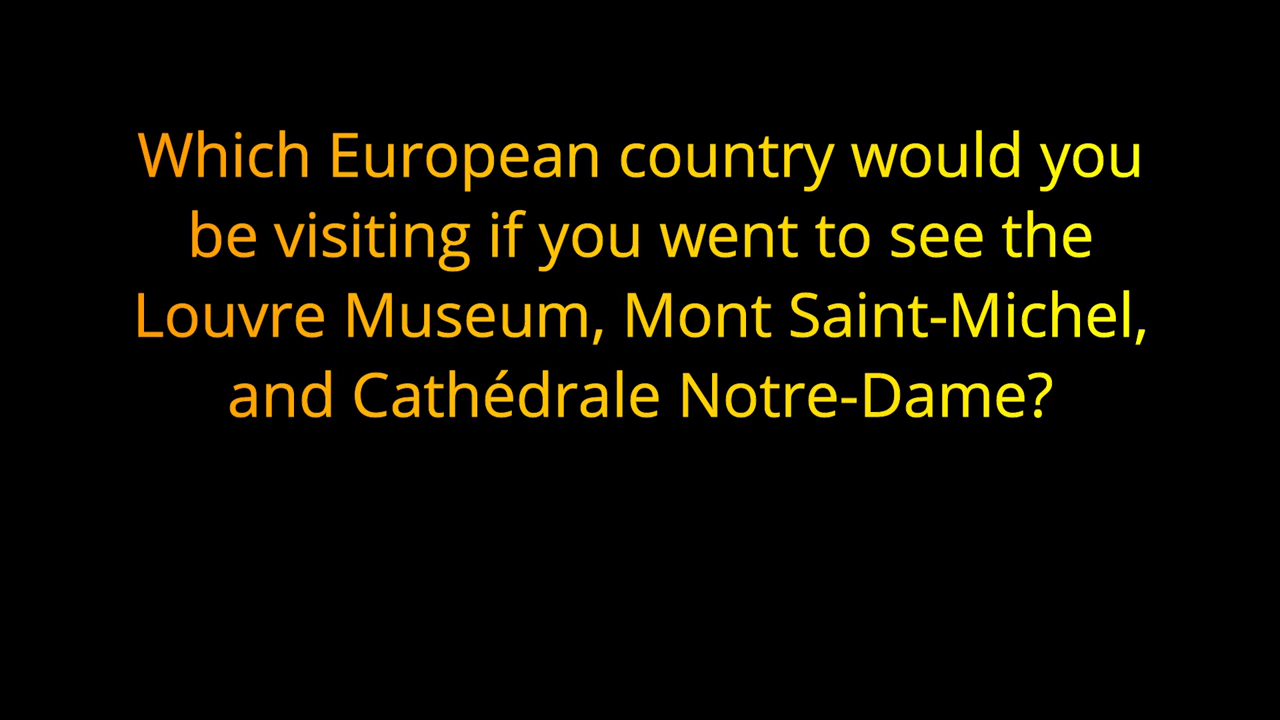 Which European country would you
be visiting if you went to see the
Louvre Museum, Mont Saint-Michel,
and Cathédrale Notre-Dame?